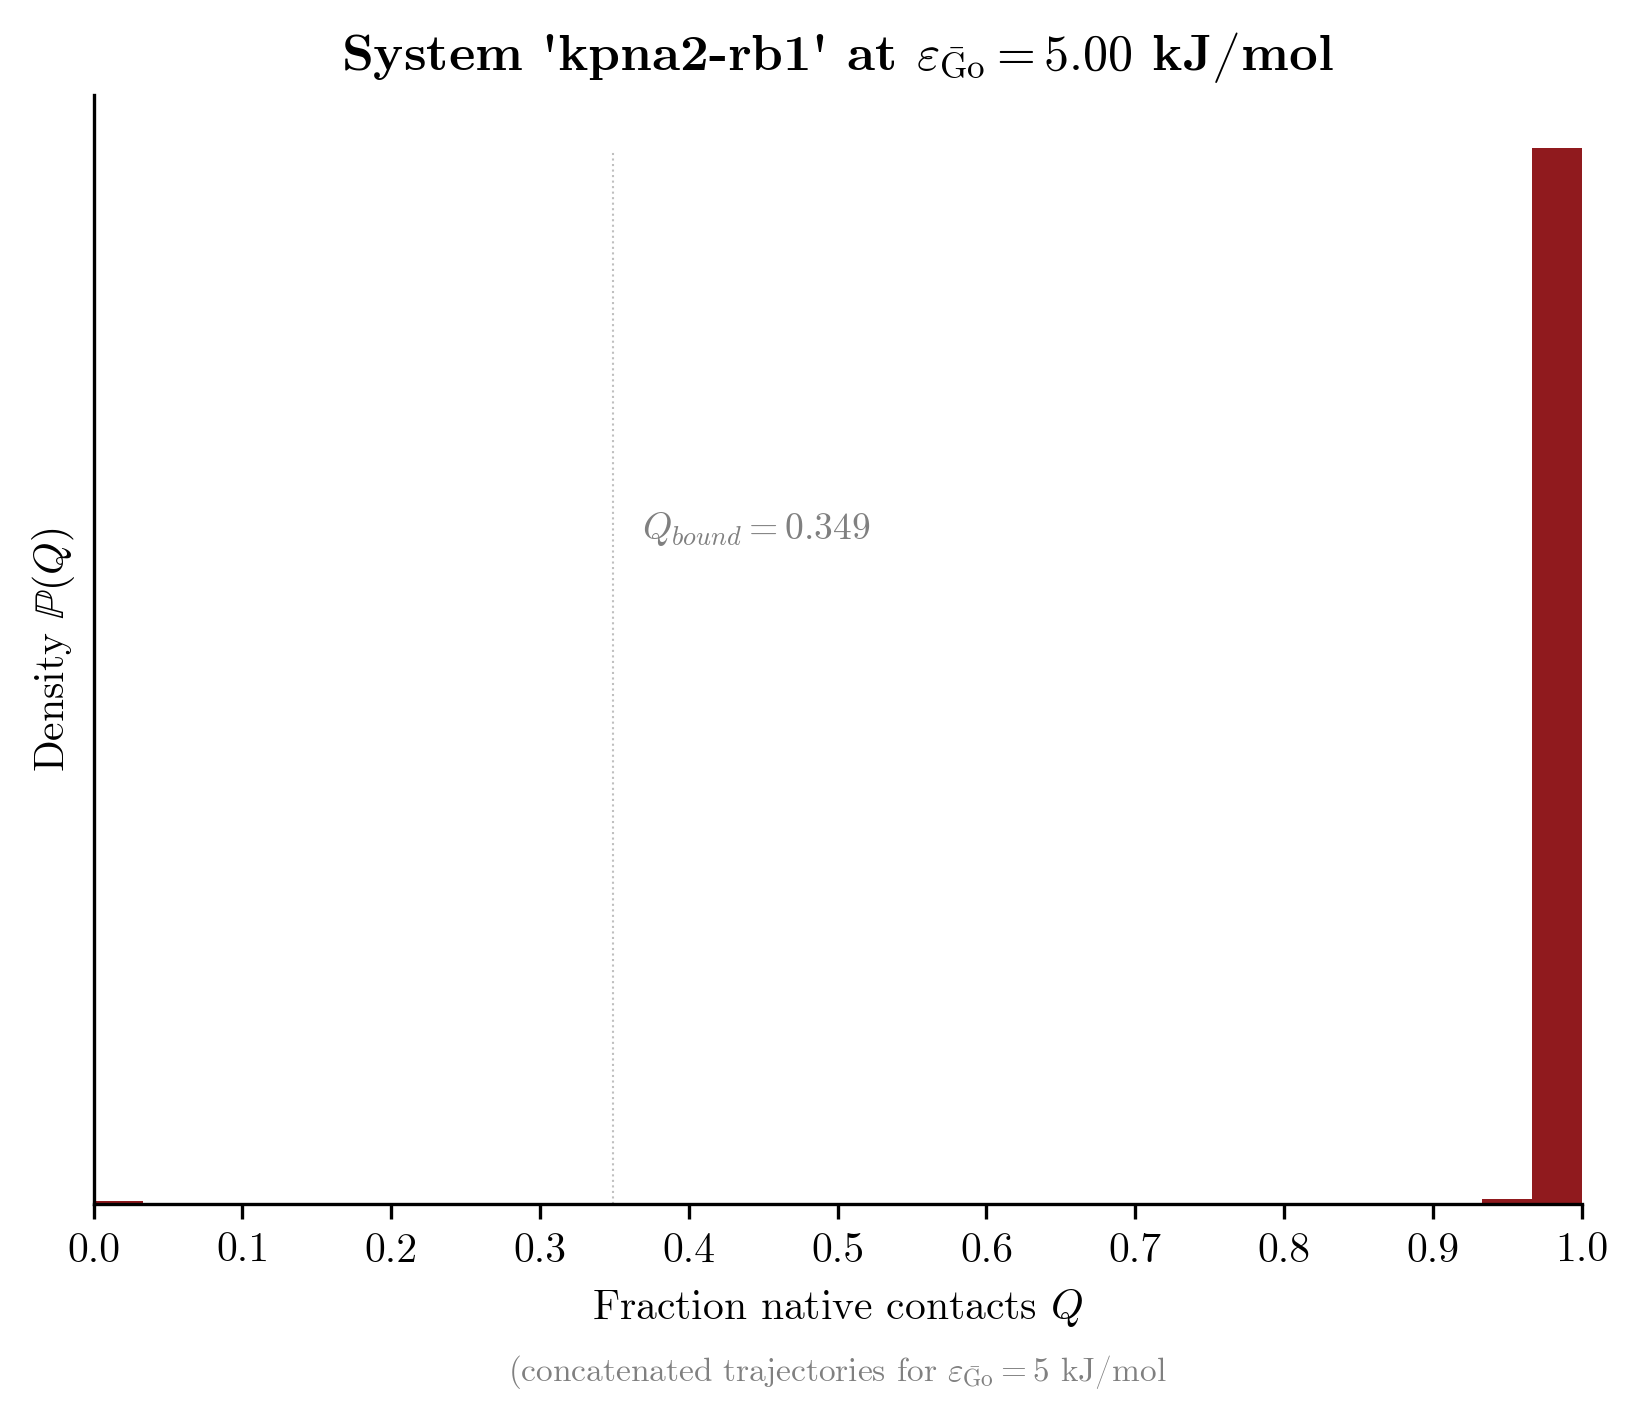 System 'kpna2-rb1' at ε_Ḡo = 5.00 kJ/mol
Density ℙ(Q)
Q_bound = 0.349
0.0 0.1 0.2 0.3 0.4 0.5 0.6 0.7 0.8 0.9 1.0
Fraction native contacts Q
(concatenated trajectories for ε_Ḡo = 5 kJ/mol